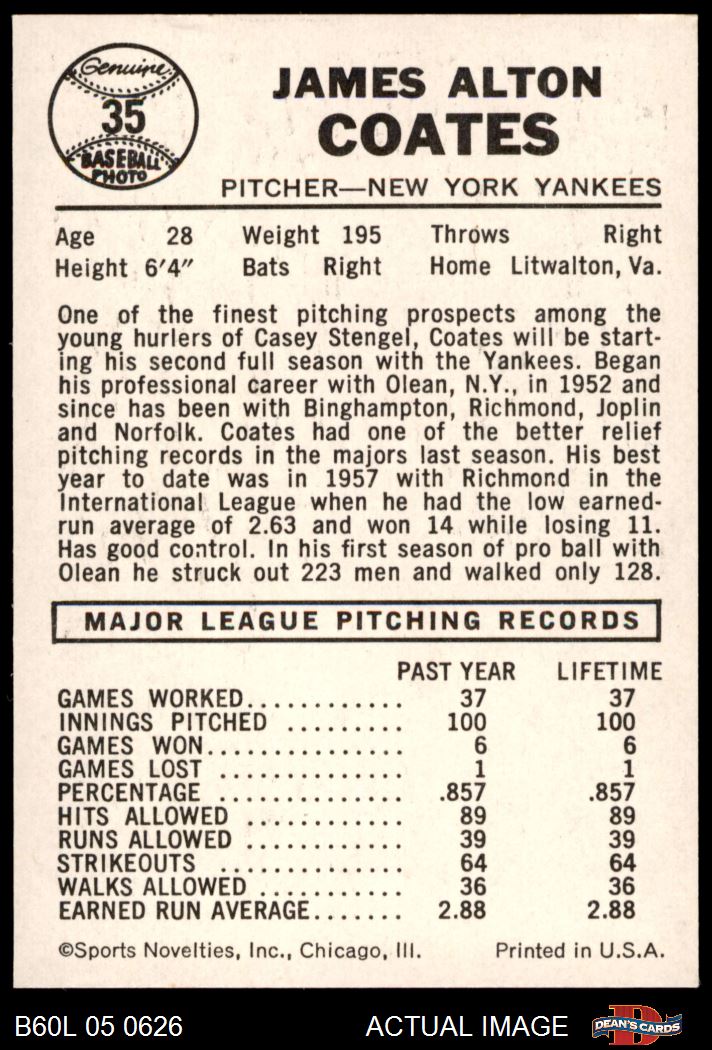 Genuine
35
BASEBALL
PHOTO
JAMES ALTON
COATES
PITCHER—NEW YORK YANKEES
Age 28 Weight 195 Throws Right
Height 6'4" Bats Right Home Litwalton, Va.
One of the finest pitching prospects among the
young hurlers of Casey Stengel, Coates will be start-
ing his second full season with the Yankees. Began
his professional career with Olean, N.Y., in 1952 and
since has been with Binghampton, Richmond, Joplin
and Norfolk. Coates had one of the better relief
pitching records in the majors last season. His best
year to date was in 1957 with Richmond in the
International League when he had the low earned-
run average of 2.63 and won 14 while losing 11.
Has good control. In his first season of pro ball with
Olean he struck out 223 men and walked only 128.
MAJOR LEAGUE PITCHING RECORDS
PAST YEAR LIFETIME
GAMES WORKED............ 37 37
INNINGS PITCHED ......... 100 100
GAMES WON............... 6 6
GAMES LOST .............. 1 1
PERCENTAGE .............. .857 .857
HITS ALLOWED ............ 89 89
RUNS ALLOWED ............ 39 39
STRIKEOUTS .............. 64 64
WALKS ALLOWED ........... 36 36
EARNED RUN AVERAGE....... 2.88 2.88
©Sports Novelties, Inc., Chicago, Ill. Printed in U.S.A.
B60L 05 0626 ACTUAL IMAGE D DEAN'S CARDS